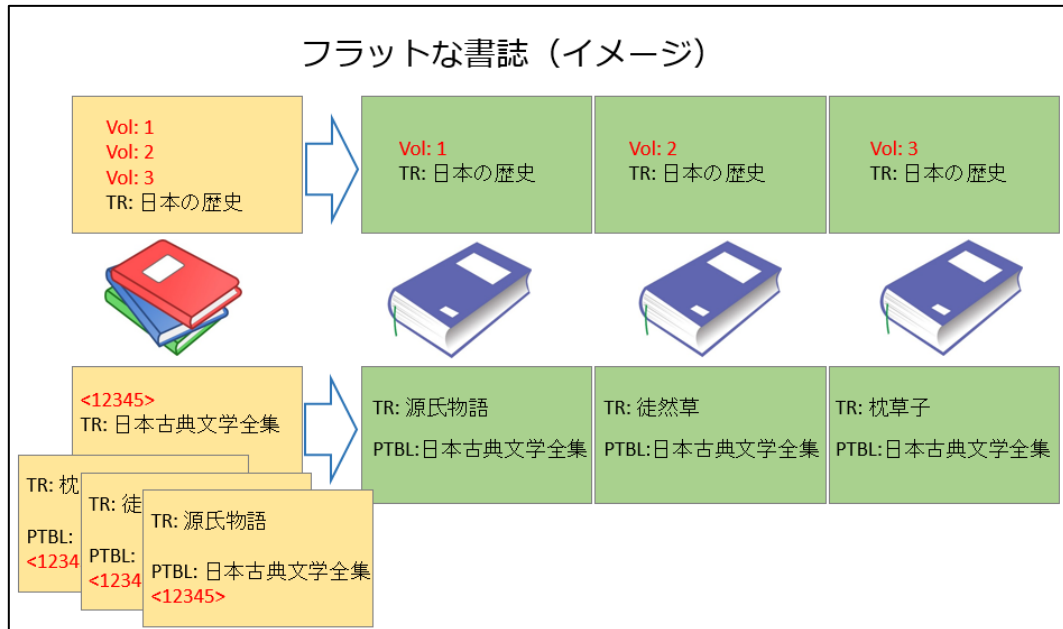 フラットな書誌（イメージ）
Vol: 1
Vol: 2
Vol: 3
TR: 日本の歴史
Vol: 1
TR: 日本の歴史
Vol: 2
TR: 日本の歴史
Vol: 3
TR: 日本の歴史
<12345>
TR: 日本古典文学全集
TR: 枕
PTBL:
<1234
TR: 徒
PTBL:
<1234
TR: 源氏物語
PTBL: 日本古典文学全集
<12345>
TR: 源氏物語
PTBL:日本古典文学全集
TR: 徒然草
PTBL:日本古典文学全集
TR: 枕草子
PTBL:日本古典文学全集